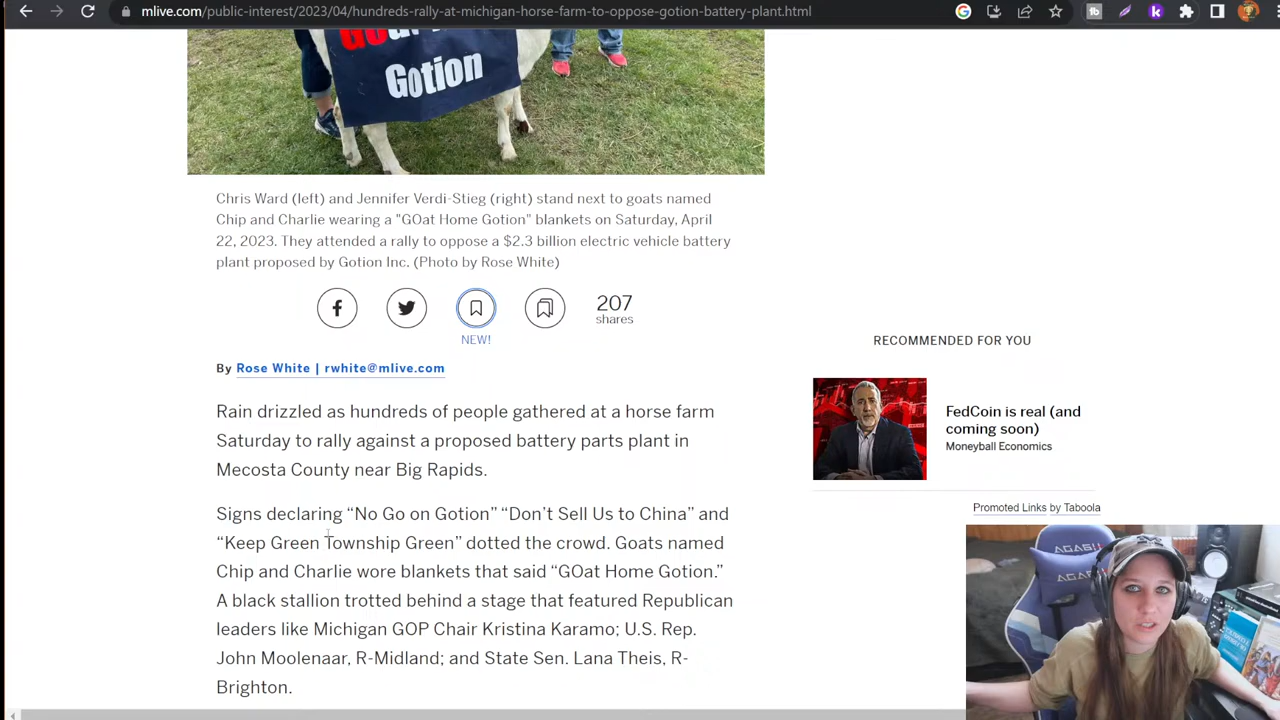 mlive.com/public-interest/2023/04/hundreds-rally-at-michigan-horse-farm-to-oppose-gotion-battery-plant.html
Gotion
Chris Ward (left) and Jennifer Verdi-Stieg (right) stand next to goats named
Chip and Charlie wearing a "GOat Home Gotion" blankets on Saturday, April
22, 2023. They attended a rally to oppose a $2.3 billion electric vehicle battery
plant proposed by Gotion Inc. (Photo by Rose White)
207
shares
NEW!
By Rose White | rwhite@mlive.com
Rain drizzled as hundreds of people gathered at a horse farm
Saturday to rally against a proposed battery parts plant in
Mecosta County near Big Rapids.
Signs declaring “No Go on Gotion” “Don’t Sell Us to China” and
“Keep Green Township Green” dotted the crowd. Goats named
Chip and Charlie wore blankets that said “GOat Home Gotion.”
A black stallion trotted behind a stage that featured Republican
leaders like Michigan GOP Chair Kristina Karamo; U.S. Rep.
John Moolenaar, R-Midland; and State Sen. Lana Theis, R-
Brighton.
RECOMMENDED FOR YOU
FedCoin is real (and
coming soon)
Moneyball Economics
Promoted Links by Taboola